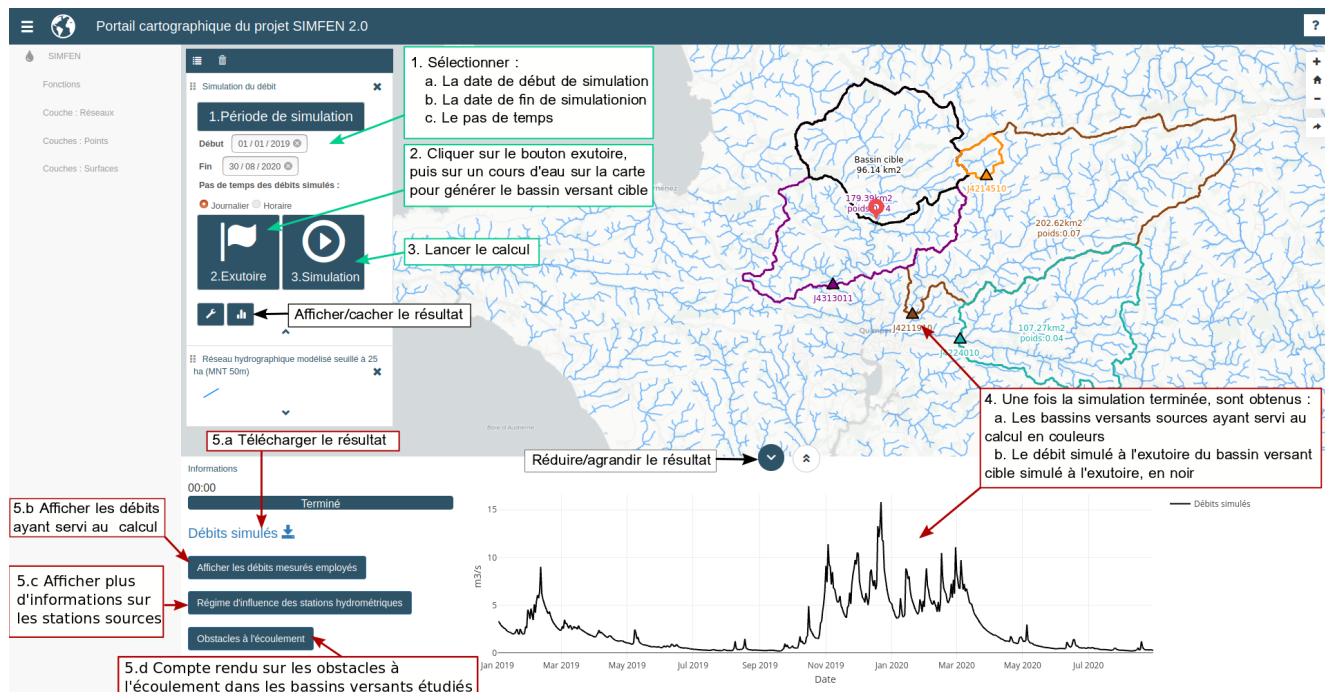 Portail cartographique du projet SIMFEN 2.0
?
SIMFEN
Fonctions
Couche : Réseaux
Couches : Points
Couches : Surfaces
Simulation du débit
1.Période de simulation
Début
01 / 01 / 2019
Fin
30 / 08 / 2020
Pas de temps des débits simulés :
Journalier
Horaire
2.Exutoire
3.Simulation
Afficher/cacher le résultat
Réseau hydrographique modélisé seuillé à 25
ha (MNT 50m)
1. Sélectionner :
a. La date de début de simulation
b. La date de fin de simulationion
c. Le pas de temps
2. Cliquer sur le bouton exutoire,
puis sur un cours d'eau sur la carte
pour générer le bassin versant cible
3. Lancer le calcul
Bassin cible
96.14 km2
J4214510
179.39km2
202.62km2
poids:0.07
J4313011
107.27km2
poids:0.04
Baie d'Audierne
4. Une fois la simulation terminée, sont obtenus :
a. Les bassins versants sources ayant servi au
calcul en couleurs
b. Le débit simulé à l'exutoire du bassin versant
cible simulé à l'exutoire, en noir
5.a Télécharger le résultat
Réduire/agrandir le résultat
Informations
00:00
Terminé
Débits simulés
5.b Afficher les débits
ayant servi au calcul
Afficher les débits mesurés employés
5.c Afficher plus
d'informations sur
les stations sources
Régime d'influence des stations hydrométriques
Obstacles à l'écoulement
5.d Compte rendu sur les obstacles à
l'écoulement dans les bassins versants étudiés
Débits simulés
15
10
5
0
m3/s
Jan 2019
Mar 2019
May 2019
Jul 2019
Sep 2019
Nov 2019
Jan 2020
Mar 2020
May 2020
Jul 2020
Date